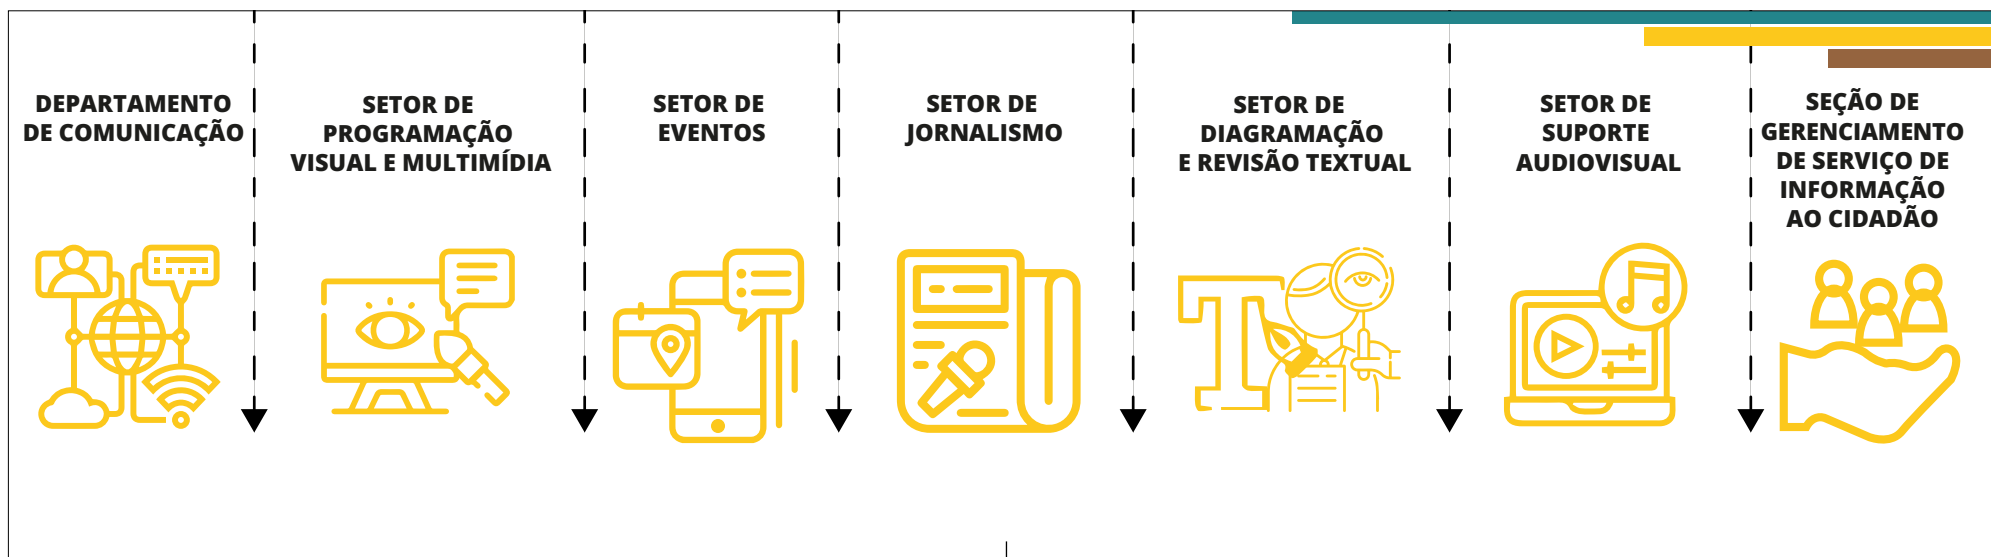 DEPARTAMENTO
DE COMUNICAÇÃO
SETOR DE
PROGRAMAÇÃO
VISUAL E MULTIMÍDIA
SETOR DE
EVENTOS
SETOR DE
JORNALISMO
SETOR DE
DIAGRAMAÇÃO
E REVISÃO TEXTUAL
SETOR DE
SUPORTE
AUDIOVISUAL
SEÇÃO DE
GERENCIAMENTO
DE SERVIÇO DE
INFORMAÇÃO
AO CIDADÃO